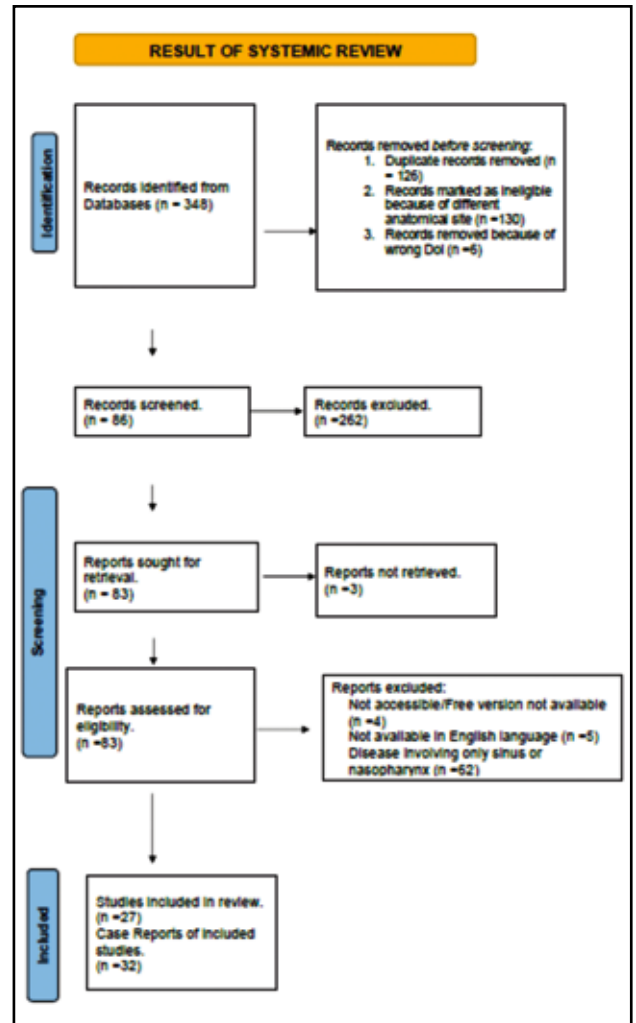 RESULT OF SYSTEMIC REVIEW
Identification
Records identified from
Databases (n = 348)
Records removed before screening:
1. Duplicate records removed (n
= 126)
2. Records marked as ineligible
because of different
anatomical site (n =130)
3. Records removed because of
wrong DoI (n =6)
Records screened.
(n = 86)
Records excluded.
(n =262)
Screening
Reports sought for
retrieval.
(n = 83)
Reports not retrieved.
(n =3)
Reports assessed for
eligibility.
(n =83)
Reports excluded:
Not accessible/Free version not available
(n =4)
Not available in English language (n =5)
Disease involving only sinus or
nasopharynx (n =62)
Included
Studies included in review.
(n =27)
Case Reports of included
studies.
(n =32)